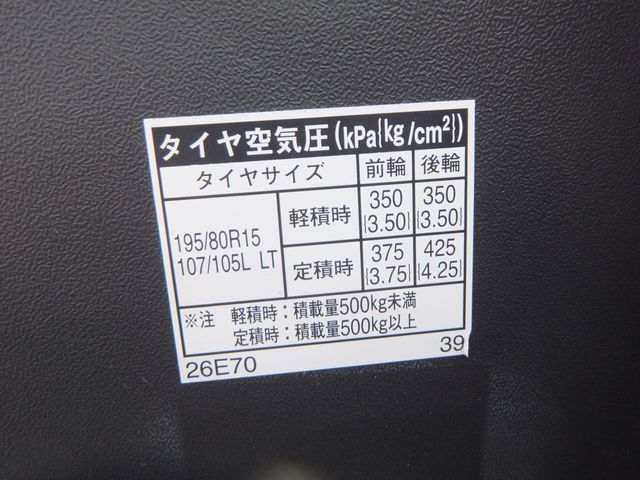 タイヤ空気圧(kPa{kg/cm²})
タイヤサイズ 前輪 後輪
195/80R15
107/105L LT
軽積時 350 350
{3.50} {3.50}
定積時 375 425
{3.75} {4.25}
※注 軽積時:積載量500kg未満
定積時:積載量500kg以上
26E70 39